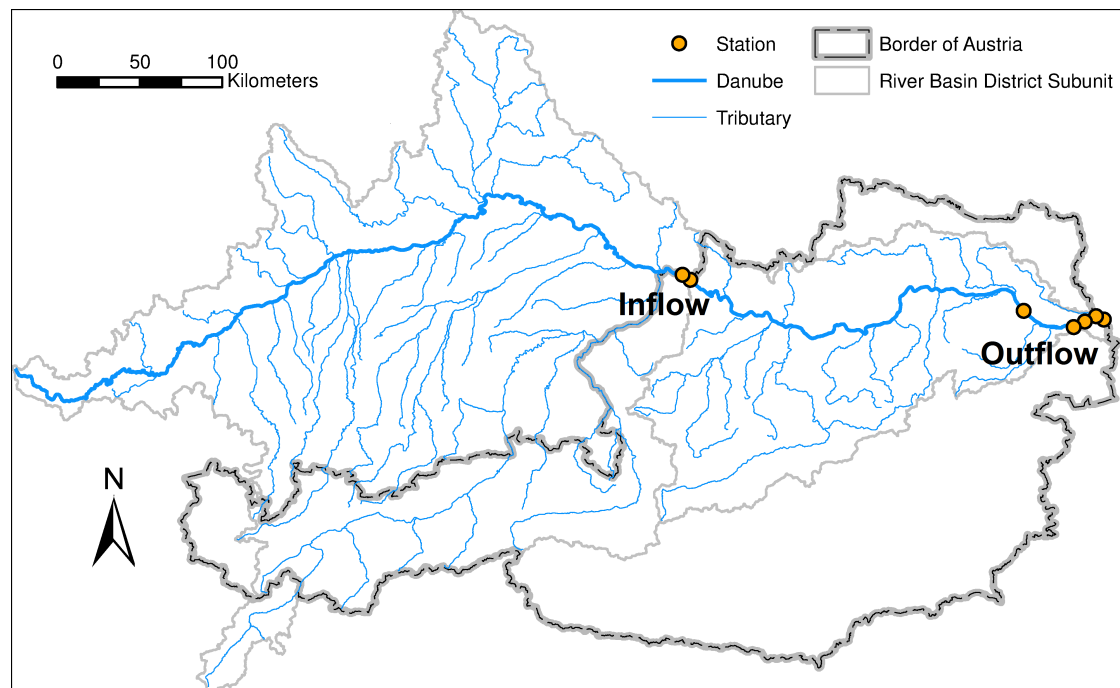 0 50 100
Kilometers
Station
Danube
Tributary
Border of Austria
River Basin District Subunit
Inflow
Outflow
N